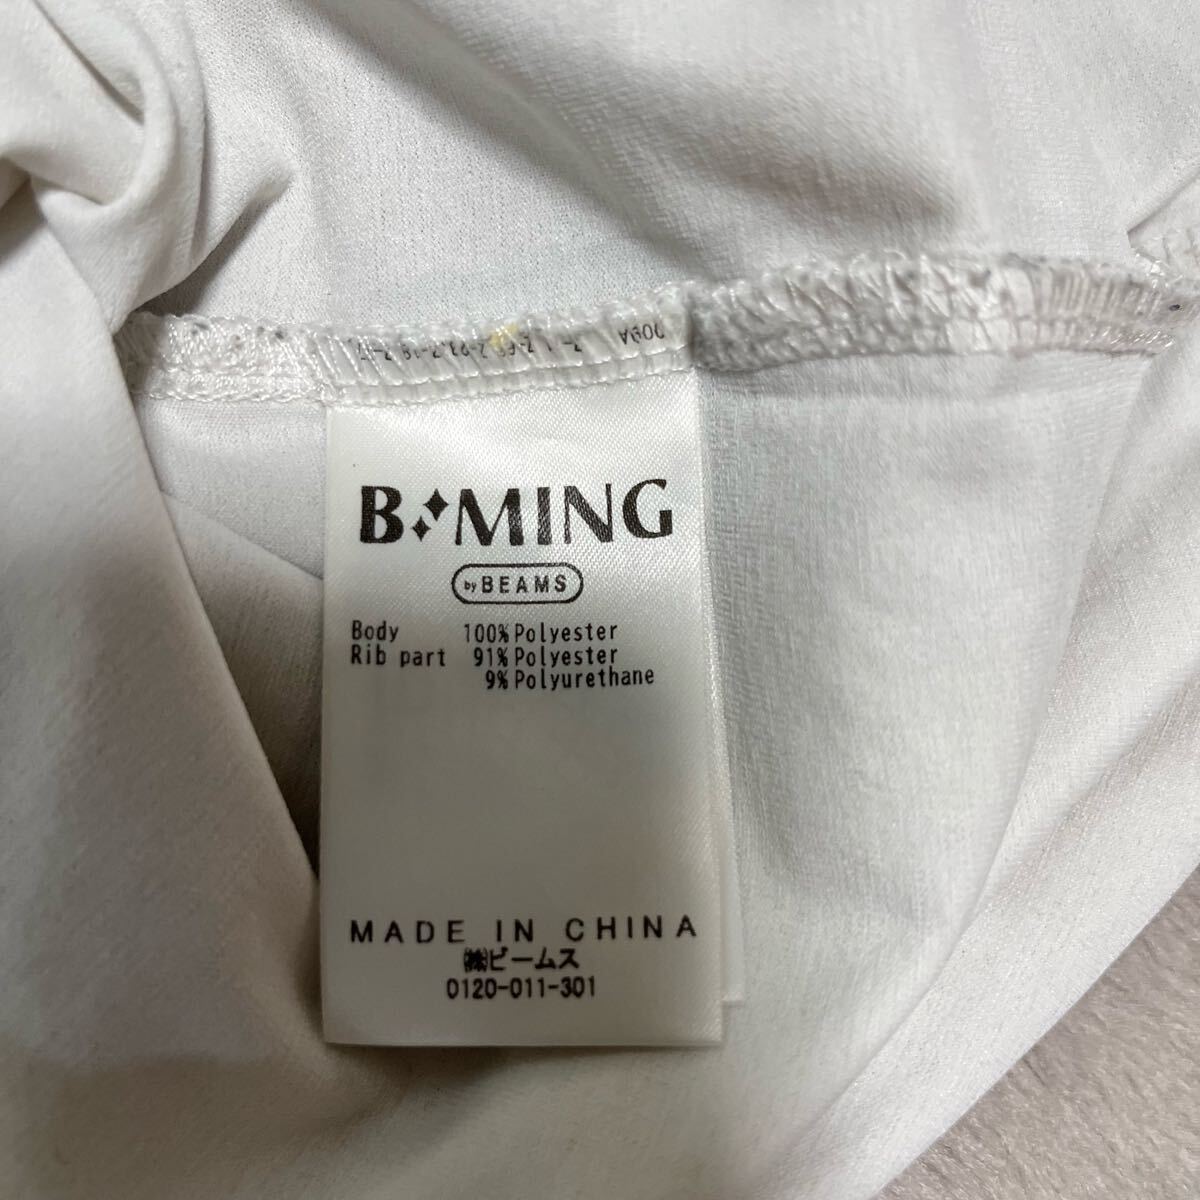 B MING
by BEAMS
Body 100% Polyester
Rib part 91% Polyester
9% Polyurethane
MADE IN CHINA
㈱ビームス
0120-011-301